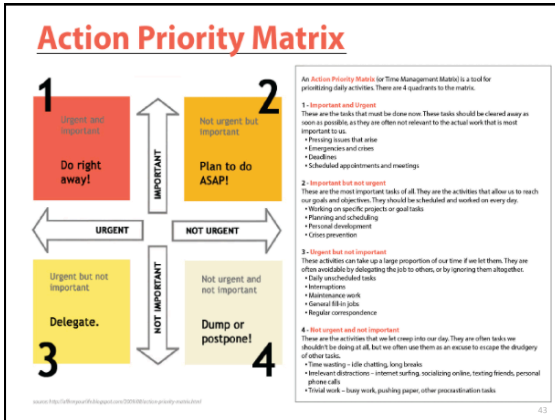 Action Priority Matrix
1
Urgent and
important
Do right
away!
2
Not urgent but
important
Plan to do
ASAP!
IMPORTANT
URGENT
NOT URGENT
NOT IMPORTANT
Urgent but not
important
Delegate.
3
Not urgent and
not important
Dump or
postpone!
4
An Action Priority Matrix (or Time Management Matrix) is a tool for
prioritizing daily activities. There are 4 quadrants to the matrix.
1 - Important and Urgent
These are the tasks that must be done now. These tasks should be cleared away as
soon as possible, as they are often not relevant to the actual work that is most
important to us.
• Pressing issues that arise
• Emergencies and crises
• Deadlines
• Scheduled appointments and meetings
2 - Important but not urgent
These are the most important tasks of all. They are the activities that allow us to reach
our goals and objectives. They should be scheduled and worked on every day.
• Working on specific projects or goal tasks
• Planning and scheduling
• Personal development
• Crises prevention
3 - Urgent but not important
These activities can take up a large proportion of our time if we let them. They are
often avoidable by delegating the job to others, or by ignoring them altogether.
• Daily unscheduled tasks
• Interruptions
• Maintenance work
• General fill-in jobs
• Regular correspondence
4 - Not urgent and not important
These are the activities that we let creep into our day. They are often tasks we
shouldn't be doing at all, but we often use them as an excuse to escape the drudgery
of other tasks.
• Time wasting – idle chatting, long breaks
• Irrelevant distractions – internet surfing, socializing online, texting friends, personal
phone calls
• Trivial work – busy work, pushing paper, other procrastination tasks
43